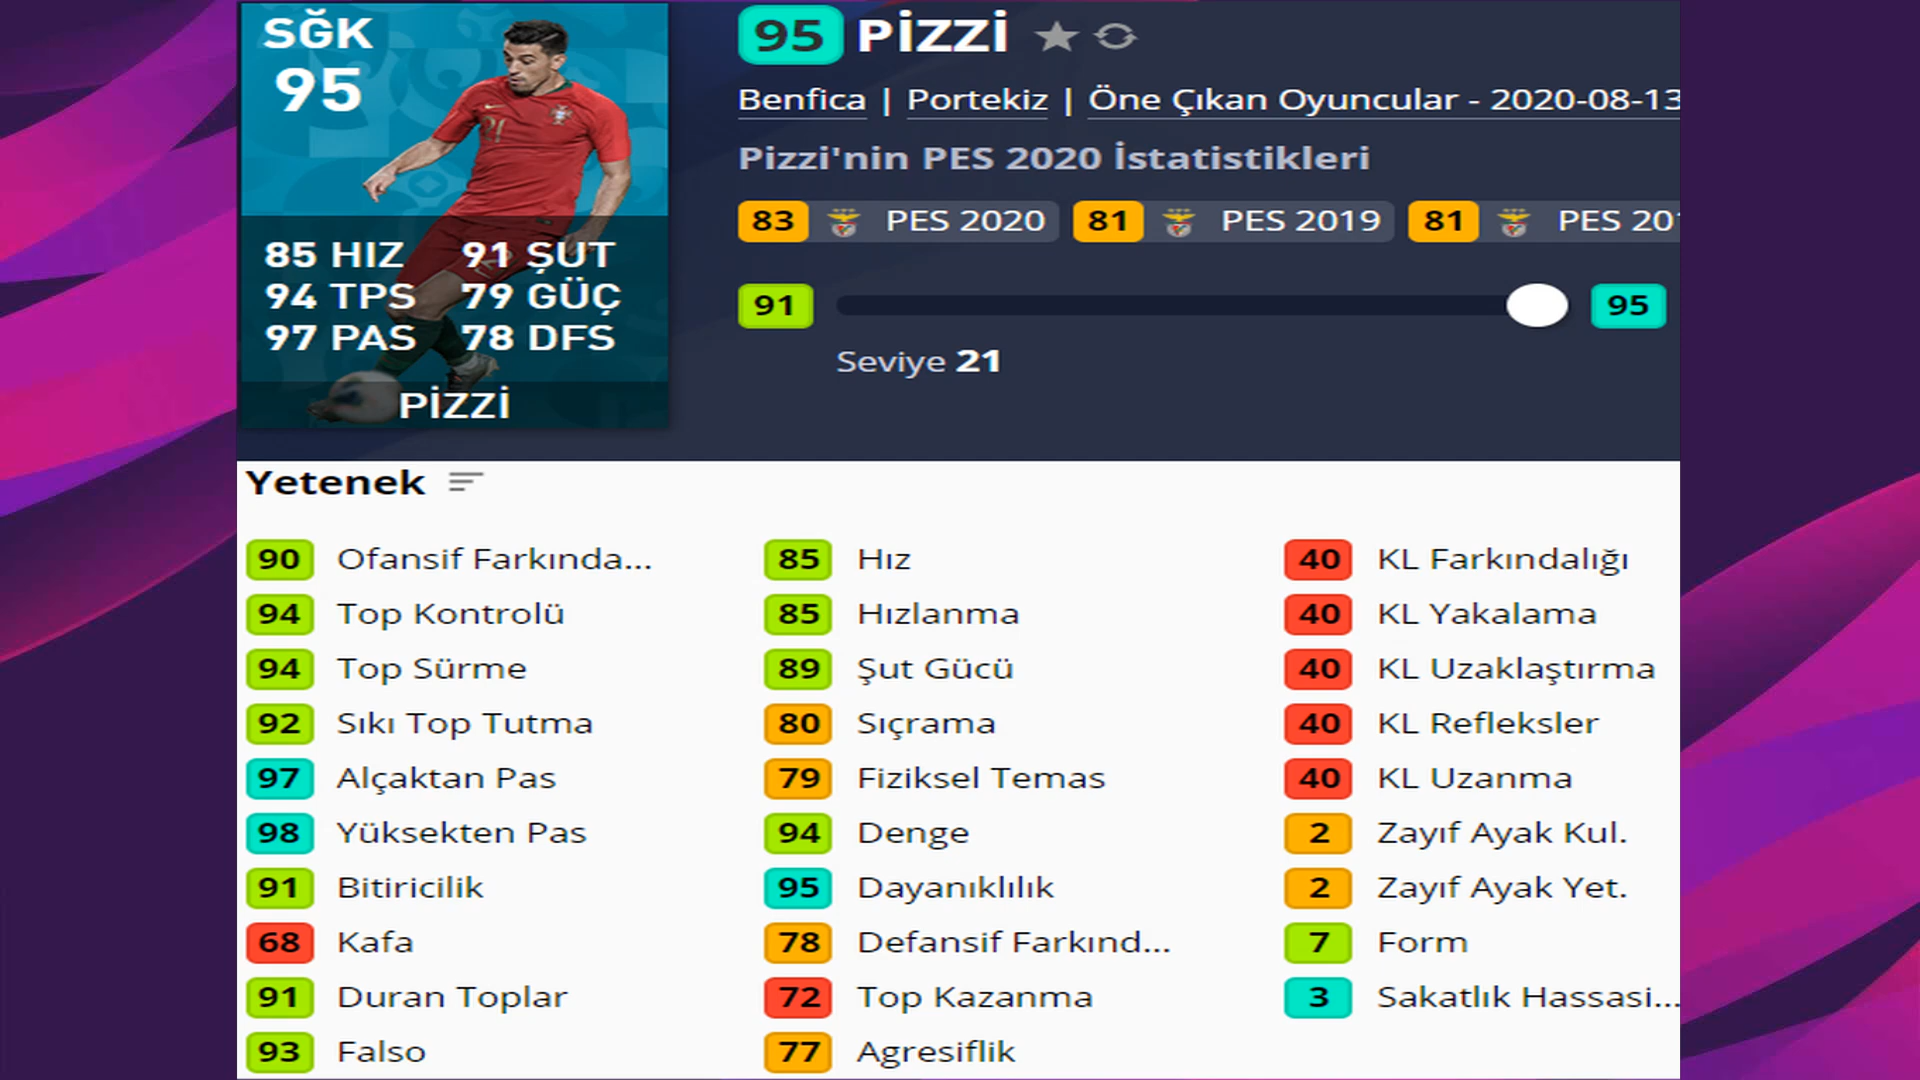 SĞK
95
85 HIZ 91 ŞUT
94 TPS 79 GÜÇ
97 PAS 78 DFS
PİZZİ
95 PİZZİ
Benfica | Portekiz | Öne Çıkan Oyuncular - 2020-08-13
Pizzi'nin PES 2020 İstatistikleri
83 PES 2020 81 PES 2019 81 PES 201
91 95
Seviye 21
Yetenek
90 Ofansif Farkında...
94 Top Kontrolü
94 Top Sürme
92 Sıkı Top Tutma
97 Alçaktan Pas
98 Yüksekten Pas
91 Bitiricilik
68 Kafa
91 Duran Toplar
93 Falso
85 Hız
85 Hızlanma
89 Şut Gücü
80 Sıçrama
79 Fiziksel Temas
94 Denge
95 Dayanıklılık
78 Defansif Farkınd...
72 Top Kazanma
77 Agresiflik
40 KL Farkındalığı
40 KL Yakalama
40 KL Uzaklaştırma
40 KL Refleksler
40 KL Uzanma
2 Zayıf Ayak Kul.
2 Zayıf Ayak Yet.
7 Form
3 Sakatlık Hassasi...